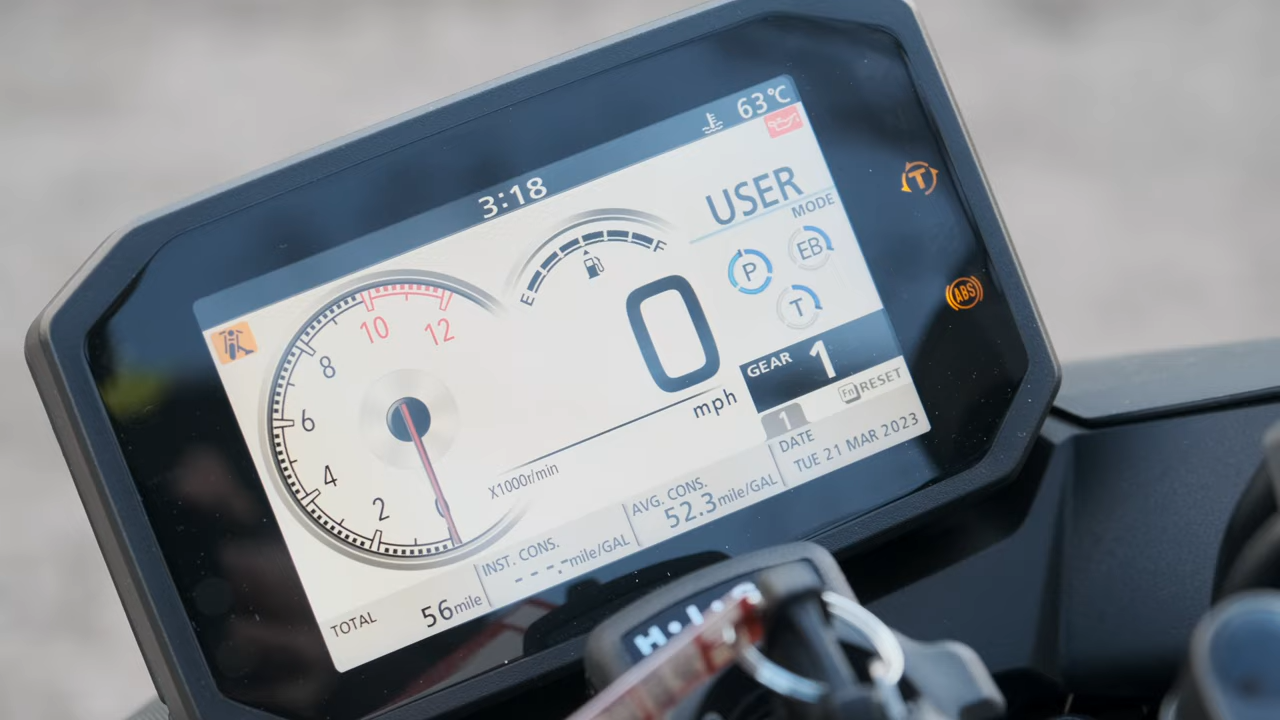 63°C
3:18
USER
MODE
E
F
P
EB
T
T
ABS
12
10
8
6
4
2
0
X1000r/min
0
mph
GEAR 1
1
Fn RESET
DATE
TUE 21 MAR 2023
AVG. CONS.
52.3mile/GAL
INST. CONS.
---.-mile/GAL
TOTAL 56mile